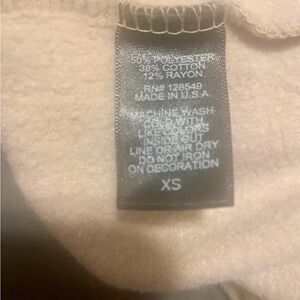 50% POLYESTER
38% COTTON
12% RAYON
RN# 128549
MADE IN U.S.A
MACHINE WASH
COLD WITH
LIKE COLORS
INSIDE OUT
LINE OR AIR DRY
DO NOT IRON
ON DECORATION
XS